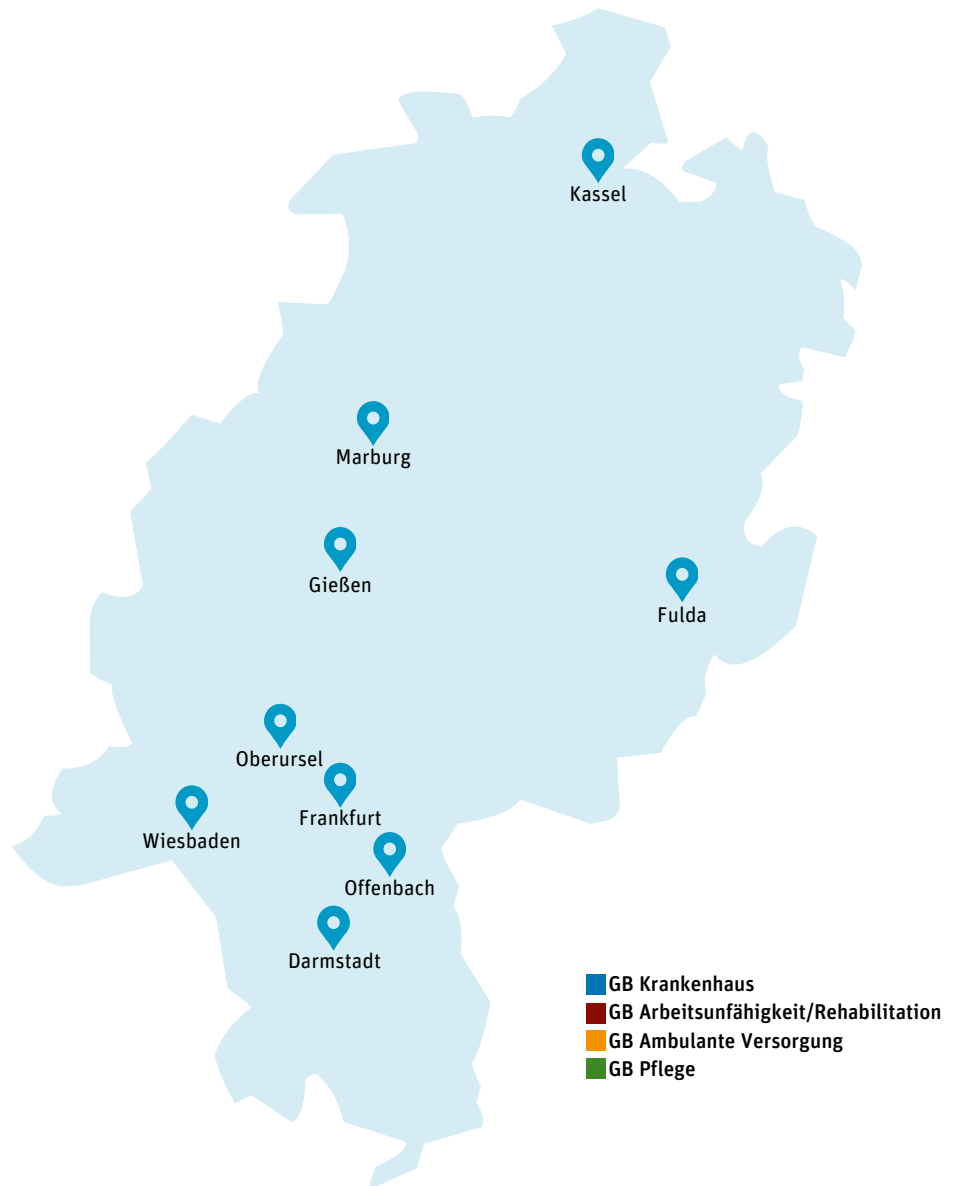 Kassel
Marburg
Gießen
Fulda
Oberursel
Frankfurt
Wiesbaden
Offenbach
Darmstadt
GB Krankenhaus
GB Arbeitsunfähigkeit/Rehabilitation
GB Ambulante Versorgung
GB Pflege